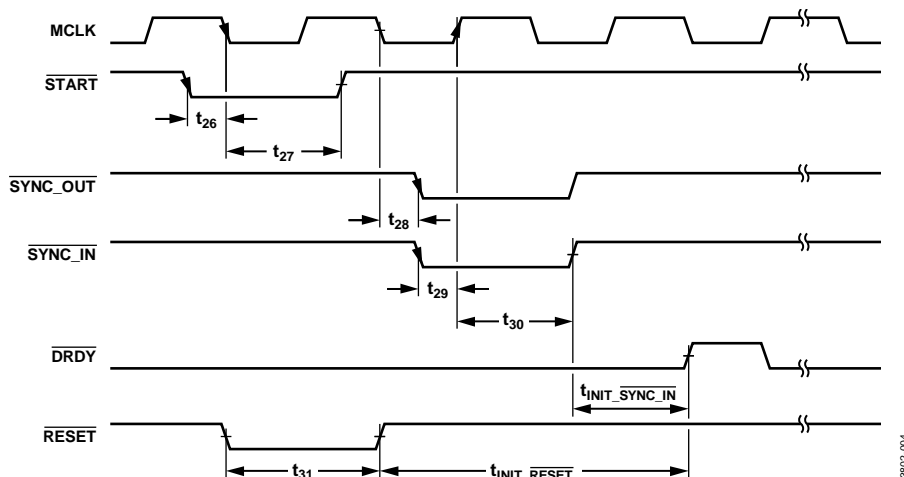 MCLK
START
t26
t27
SYNC_OUT
t28
SYNC_IN
t29
t30
DRDY
tINIT_SYNC_IN
RESET
t31
tINIT_RESET